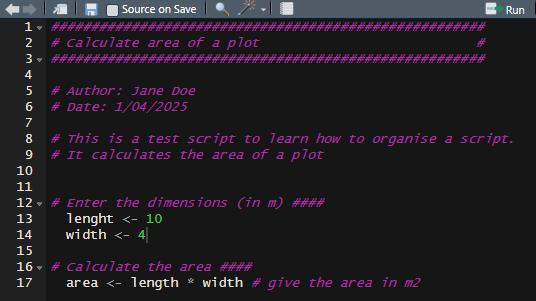 Source on Save Run
1 ######################################################
2 # Calculate area of a plot #
3 ######################################################
4
5 # Author: Jane Doe
6 # Date: 1/04/2025
7
8 # This is a test script to learn how to organise a script.
9 # It calculates the area of a plot
10
11
12 # Enter the dimensions (in m) ####
13 lenght <- 10
14 width <- 4
15
16 # Calculate the area ####
17 area <- length * width # give the area in m2